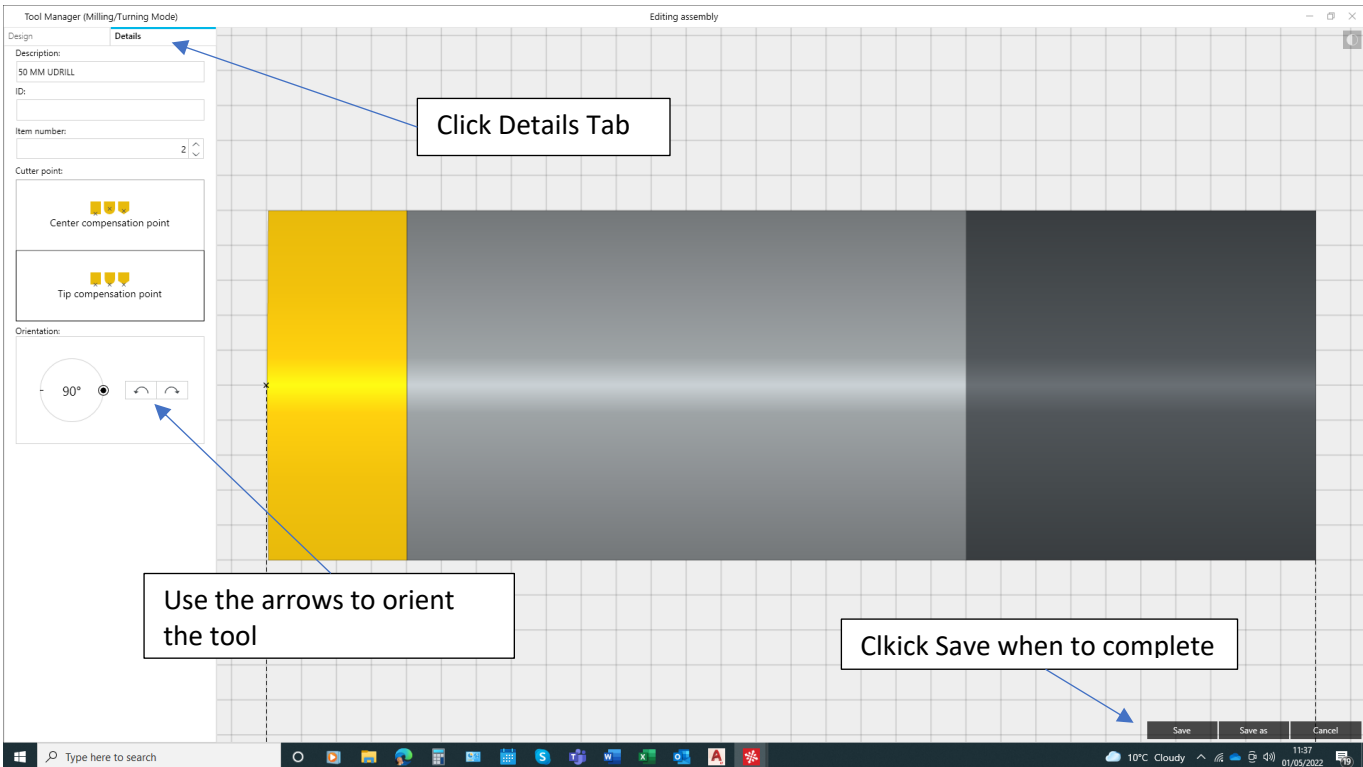 Tool Manager (Milling/Turning Mode)
Editing assembly
Design
Details
Description:
50 MM UDRILL
ID:
Item number:
2
Cutter point:
Center compensation point
Tip compensation point
Orientation:
90°
Click Details Tab
Use the arrows to orient
the tool
Clkick Save when to complete
Save
Save as
Cancel
Type here to search
10°C Cloudy
11:37
01/05/2022
19